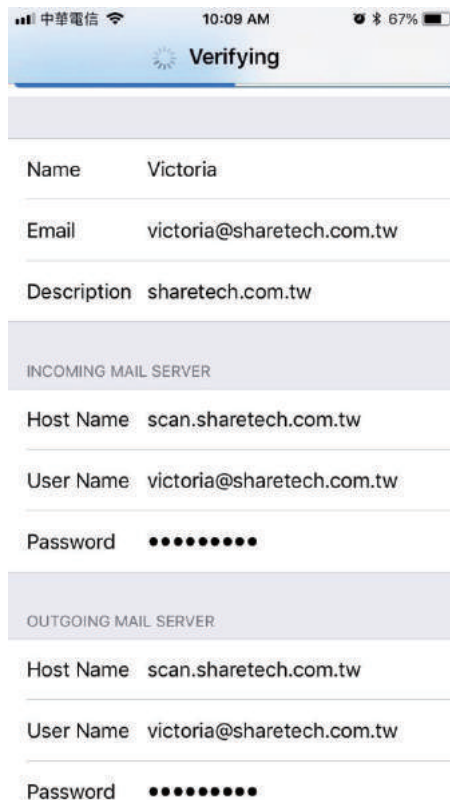 中華電信 10:09 AM 67%
Verifying
Name Victoria
Email victoria@sharetech.com.tw
Description sharetech.com.tw
INCOMING MAIL SERVER
Host Name scan.sharetech.com.tw
User Name victoria@sharetech.com.tw
Password •••••••••
OUTGOING MAIL SERVER
Host Name scan.sharetech.com.tw
User Name victoria@sharetech.com.tw
Password •••••••••